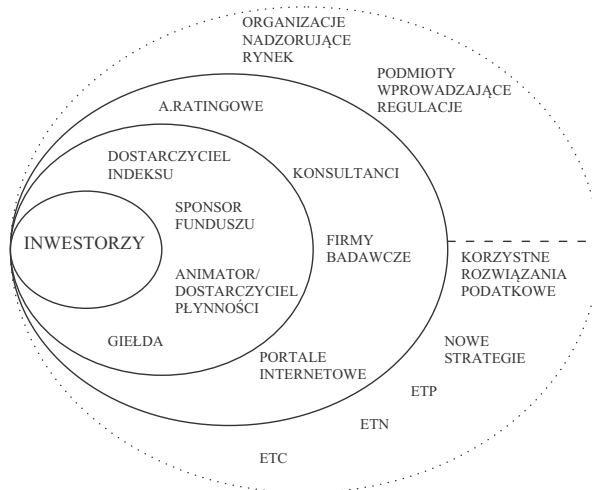 ORGANIZACJE
NADZORUJĄCE
RYNEK
PODMIOTY
WPROWADZAJĄCE
REGULACJE
A.RATINGOWE
DOSTARCZYCIEL
INDEKSU
KONSULTANCI
SPONSOR
FUNDUSZU
INWESTORZY
FIRMY
BADAWCZE
KORZYSTNE
ROZWIĄZANIA
PODATKOWE
ANIMATOR/
DOSTARCZYCIEL
PŁYNNOŚCI
GIEŁDA
NOWE
STRATEGIE
PORTALE
INTERNETOWE
ETP
ETN
ETC